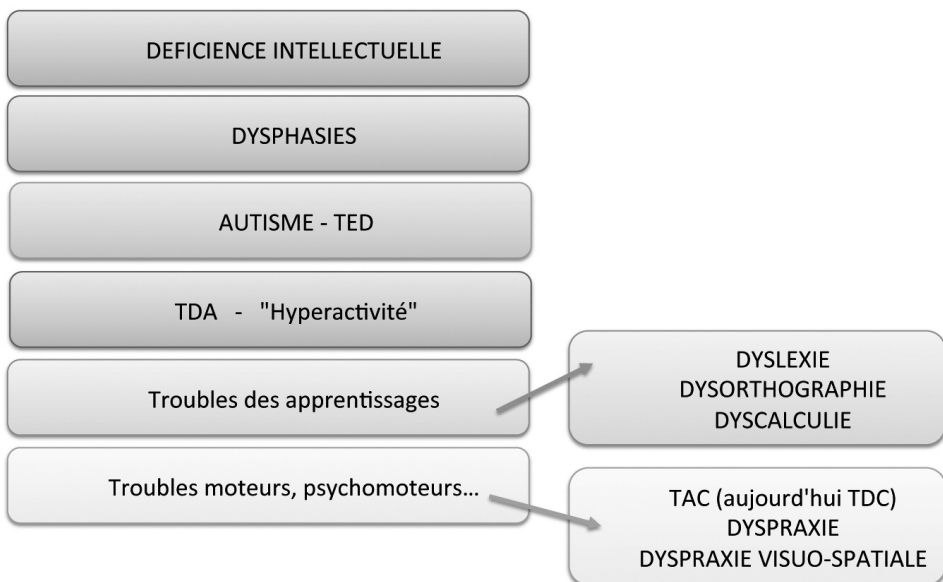 DEFICIENCE INTELLECTUELLE
DYSPHASIES
AUTISME - TED
TDA - "Hyperactivité"
Troubles des apprentissages
DYSLEXIE
DYSORTHOGRAPHIE
DYSCALCULIE
Troubles moteurs, psychomoteurs...
TAC (aujourd'hui TDC)
DYSPRAXIE
DYSPRAXIE VISUO-SPATIALE